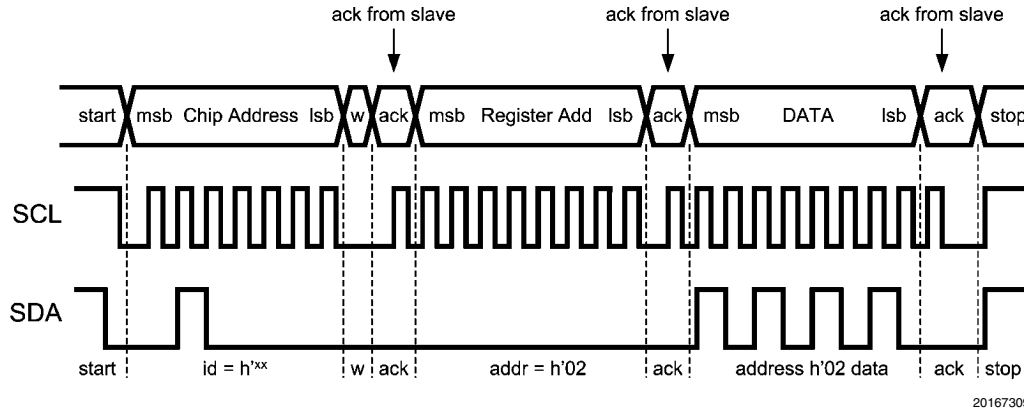 ack from slave ack from slave ack from slave
start msb Chip Address lsb w ack msb Register Add lsb ack msb DATA lsb ack stop
SCL
SDA
start id = h'xx w ack addr = h'02 ack address h'02 data ack stop